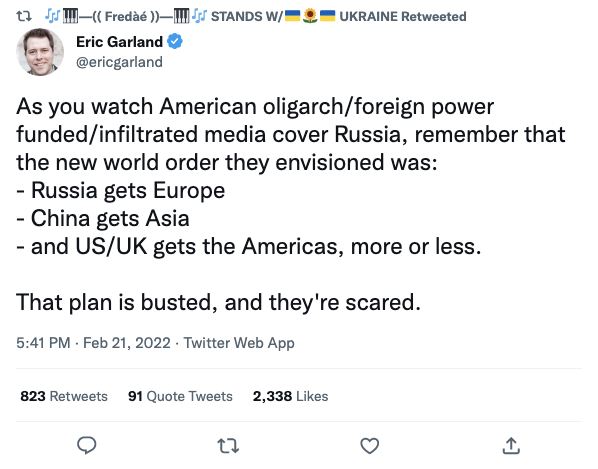 🎶🎹—(( Fredàé ))—🎹🎶 STANDS W/🇺🇦🌻🇺🇦 UKRAINE Retweeted
Eric Garland
@ericgarland
As you watch American oligarch/foreign power
funded/infiltrated media cover Russia, remember that
the new world order they envisioned was:
- Russia gets Europe
- China gets Asia
- and US/UK gets the Americas, more or less.
That plan is busted, and they're scared.
5:41 PM · Feb 21, 2022 · Twitter Web App
823 Retweets 91 Quote Tweets 2,338 Likes